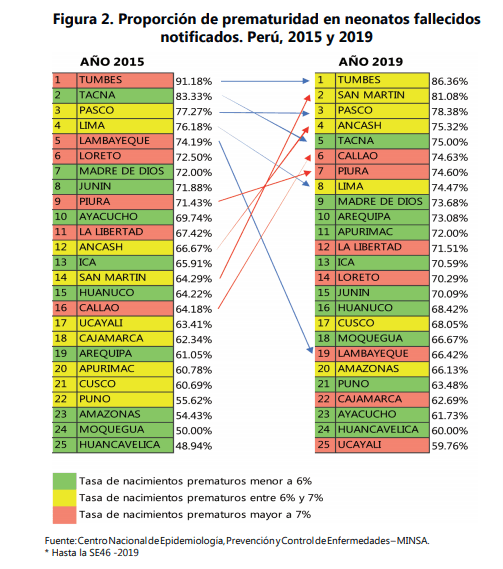 Figura 2. Proporción de prematuridad en neonatos fallecidos
notificados. Perú, 2015 y 2019
AÑO 2015
1 TUMBES 91.18%
2 TACNA 83.33%
3 PASCO 77.27%
4 LIMA 76.18%
5 LAMBAYEQUE 74.19%
6 LORETO 72.50%
7 MADRE DE DIOS 72.00%
8 JUNIN 71.88%
9 PIURA 71.43%
10 AYACUCHO 69.74%
11 LA LIBERTAD 67.42%
12 ANCASH 66.67%
13 ICA 65.91%
14 SAN MARTIN 64.29%
15 HUANUCO 64.22%
16 CALLAO 64.18%
17 UCAYALI 63.41%
18 CAJAMARCA 62.34%
19 AREQUIPA 61.05%
20 APURIMAC 60.78%
21 CUSCO 60.69%
22 PUNO 55.62%
23 AMAZONAS 54.43%
24 MOQUEGUA 50.00%
25 HUANCAVELICA 48.94%
AÑO 2019
1 TUMBES 86.36%
2 SAN MARTIN 81.08%
3 PASCO 78.38%
4 ANCASH 75.32%
5 TACNA 75.00%
6 CALLAO 74.63%
7 PIURA 74.60%
8 LIMA 74.47%
9 MADRE DE DIOS 73.68%
10 AREQUIPA 73.08%
11 APURIMAC 72.00%
12 LA LIBERTAD 71.51%
13 ICA 70.59%
14 LORETO 70.29%
15 JUNIN 70.09%
16 HUANUCO 68.42%
17 CUSCO 68.05%
18 MOQUEGUA 66.67%
19 LAMBAYEQUE 66.42%
20 AMAZONAS 66.13%
21 PUNO 63.48%
22 CAJAMARCA 62.69%
23 AYACUCHO 61.73%
24 HUANCAVELICA 60.00%
25 UCAYALI 59.76%
Tasa de nacimientos prematuros menor a 6%
Tasa de nacimientos prematuros entre 6% y 7%
Tasa de nacimientos prematuros mayor a 7%
Fuente: Centro Nacional de Epidemiología, Prevención y Control de Enfermedades – MINSA.
* Hasta la SE46 -2019